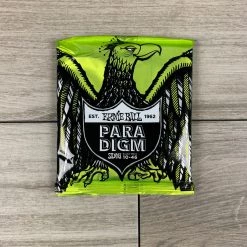 ERNIE BALL
EST. 1962
PARA
DIGM